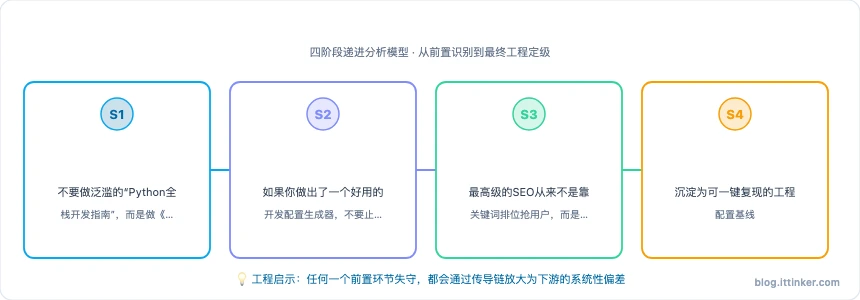 四阶段递进分析模型 · 从前置识别到最终工程定级
S1
不要做泛滥的“Python全
栈开发指南”，而是做《...
S2
如果你做出了一个好用的
开发配置生成器，不要止...
S3
最高级的SEO从来不是靠
关键词排位抢用户，而是...
S4
沉淀为可一键复现的工程
配置基线
💡 工程启示：任何一个前置环节失守，都会通过传导链放大为下游的系统性偏差
blog.ittinker.com